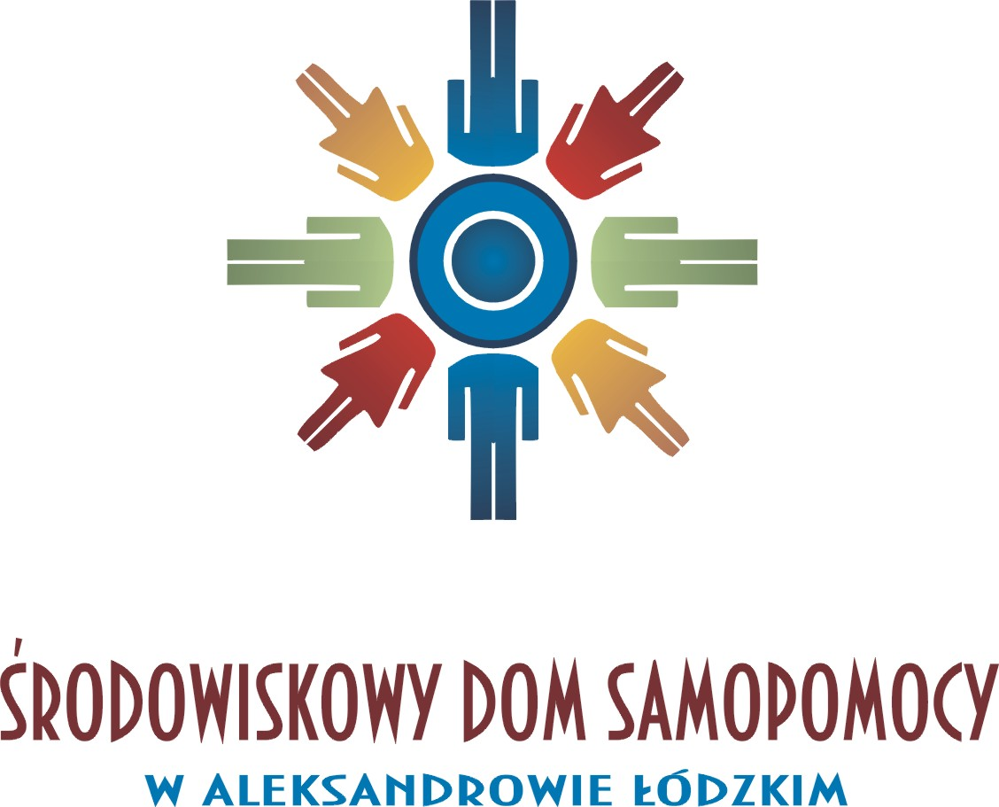 ŚRODOWISKOWY DOM SAMOPOMOCY
W ALEKSANDROWIE ŁÓDZKIM